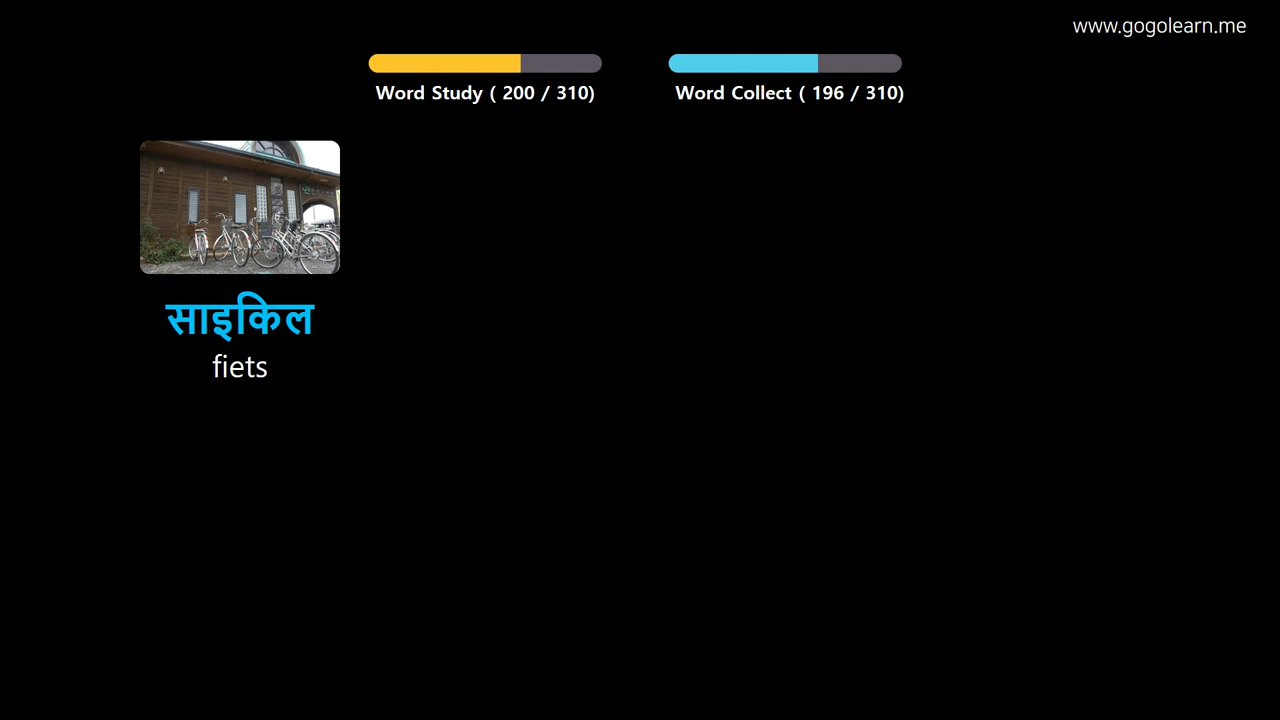 www.gogolearn.me
Word Study ( 200 / 310)
Word Collect ( 196 / 310)
साइकिल
fiets